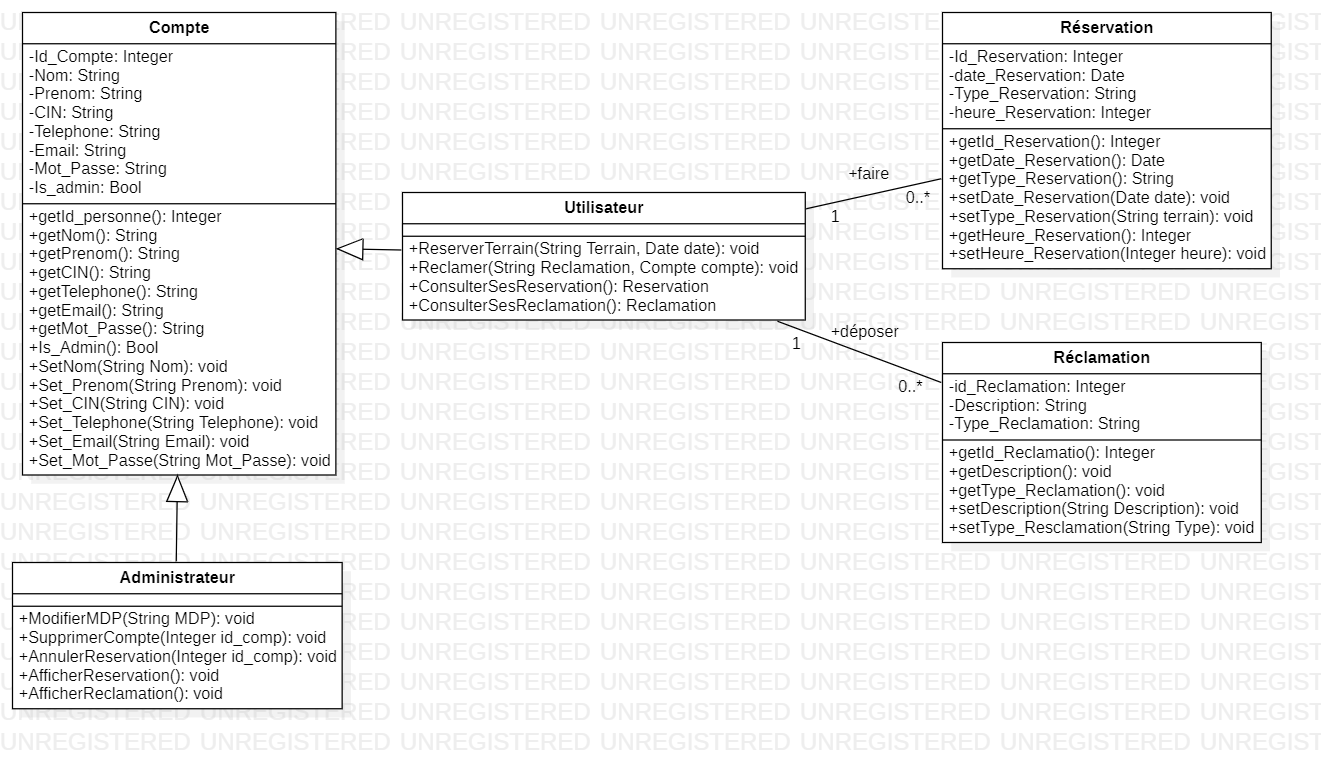 Compte
-Id_Compte: Integer
-Nom: String
-Prenom: String
-CIN: String
-Telephone: String
-Email: String
-Mot_Passe: String
-Is_admin: Bool
+getId_personne(): Integer
+getNom(): String
+getPrenom(): String
+getCIN(): String
+getTelephone(): String
+getEmail(): String
+getMot_Passe(): String
+Is_Admin(): Bool
+SetNom(String Nom): void
+Set_Prenom(String Prenom): void
+Set_CIN(String CIN): void
+Set_Telephone(String Telephone): void
+Set_Email(String Email): void
+Set_Mot_Passe(String Mot_Passe): void
Administrateur
+ModifierMDP(String MDP): void
+SupprimerCompte(Integer id_comp): void
+AnnulerReservation(Integer id_comp): void
+AfficherReservation(): void
+AfficherReclamation(): void
Utilisateur
+ReserverTerrain(String Terrain, Date date): void
+Reclamer(String Reclamation, Compte compte): void
+ConsulterSesReservation(): Reservation
+ConsulterSesReclamation(): Reclamation
+faire
1
0..*
+déposer
1
0..*
Réservation
-Id_Reservation: Integer
-date_Reservation: Date
-Type_Reservation: String
-heure_Reservation: Integer
+getId_Reservation(): Integer
+getDate_Reservation(): Date
+getType_Reservation(): String
+setDate_Reservation(Date date): void
+setType_Reservation(String terrain): void
+getHeure_Reservation(): Integer
+setHeure_Reservation(Integer heure): void
Réclamation
-id_Reclamation: Integer
-Description: String
-Type_Reclamation: String
+getId_Reclamatio(): Integer
+getDescription(): void
+getType_Reclamation(): void
+setDescription(String Description): void
+setType_Resclamation(String Type): void
UNREGISTERED UNREGISTERED UNREGISTERED UNREGISTERED UNREGISTERED UNREGISTERED